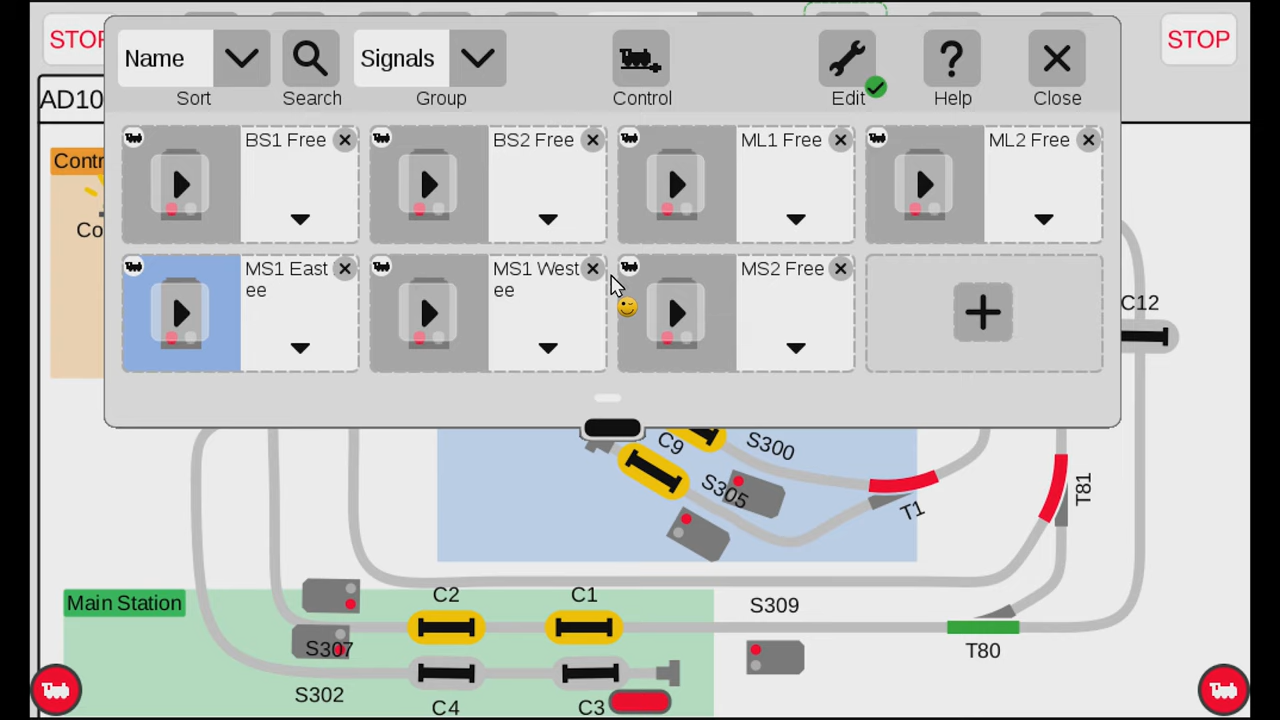 STOP
Name
Signals
STOP
Sort
Search
Group
Control
Edit
Help
Close
AD10
BS1 Free
BS2 Free
ML1 Free
ML2 Free
Contr
Co
MS1 East
ee
MS1 West
ee
MS2 Free
C12
C9
S300
S305
T1
T81
Main Station
C2
C1
S309
S307
T80
S302
C4
C3